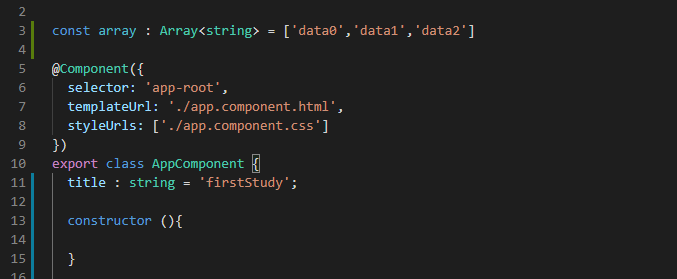 2
3 const array : Array<string> = ['data0','data1','data2']
4
5 @Component({
6 selector: 'app-root',
7 templateUrl: './app.component.html',
8 styleUrls: ['./app.component.css']
9 })
10 export class AppComponent {
11 title : string = 'firstStudy';
12
13 constructor (){
14
15 }
16